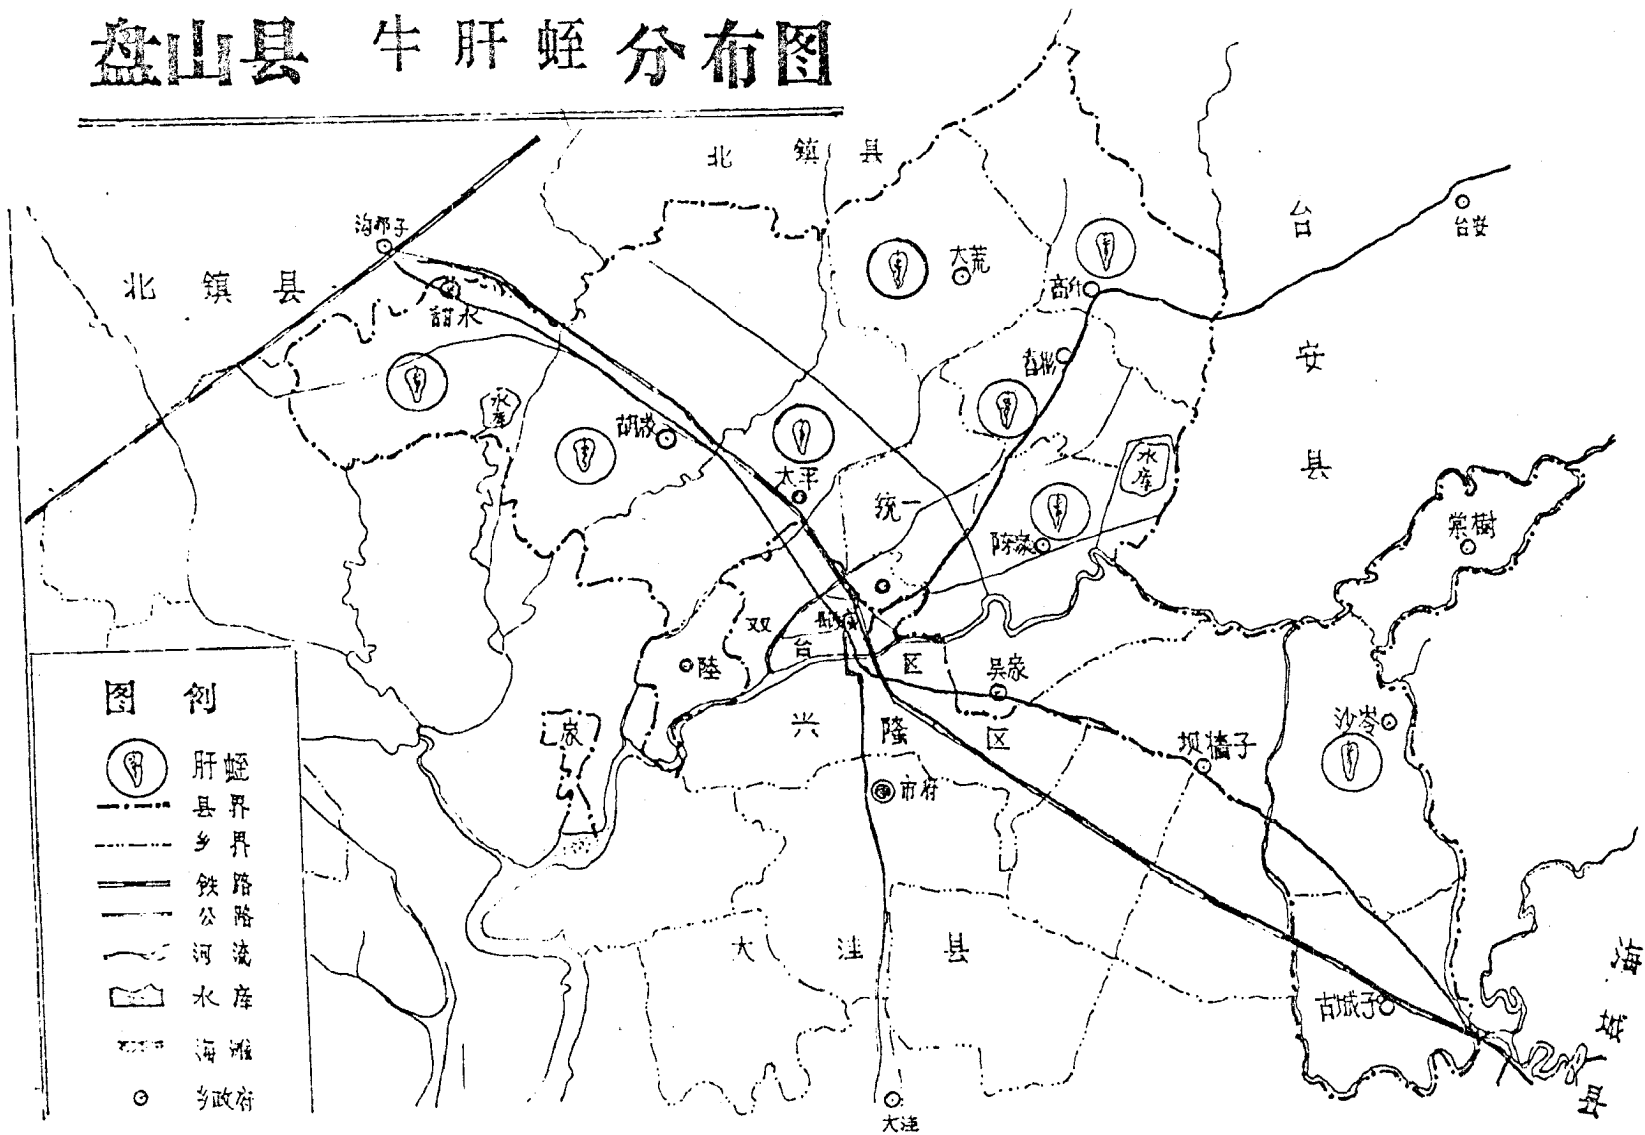 盘山县 牛肝蛭分布图
北镇县
沟帮子
北镇县
甜水
水库
胡家
太平
大荒
高升
统一
陈家
水库
台安
台安县
棠树
沙岑
双台区
陆家
吴家
兴隆区
坝墙子
市府
大洼县
古城子
大洼
海城县
图例
肝蛭
县界
乡界
铁路
公路
河流
水库
海滩
乡政府